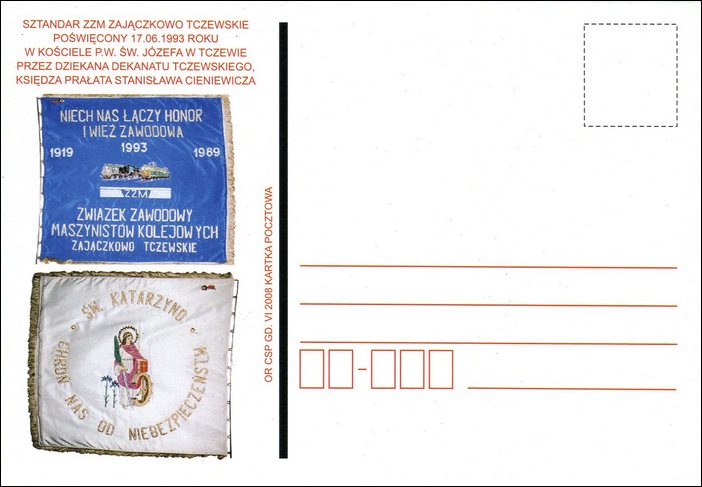 SZTANDAR ZZM ZAJĄCZKOWO TCZEWSKIE
POŚWIĘCONY 17.06.1993 ROKU
W KOŚCIELE P.W. ŚW. JÓZEFA W TCZEWIE
PRZEZ DZIEKANA DEKANATU TCZEWSKIEGO,
KSIĘDZA PRAŁATA STANISŁAWA CIENIEWICZA
NIECH NAS ŁĄCZY HONOR
I WIĘŹ ZAWODOWA
1919 1993 1989
ZZM
ZWIĄZEK ZAWODOWY
MASZYNISTÓW KOLEJOWYCH
ZAJĄCZKOWO TCZEWSKIE
ŚW. KATARZYNO
CHROŃ NAS OD NIEBEZPIECZEŃSTW
OR CSP GD. VI 2008 KARTKA POCZTOWA